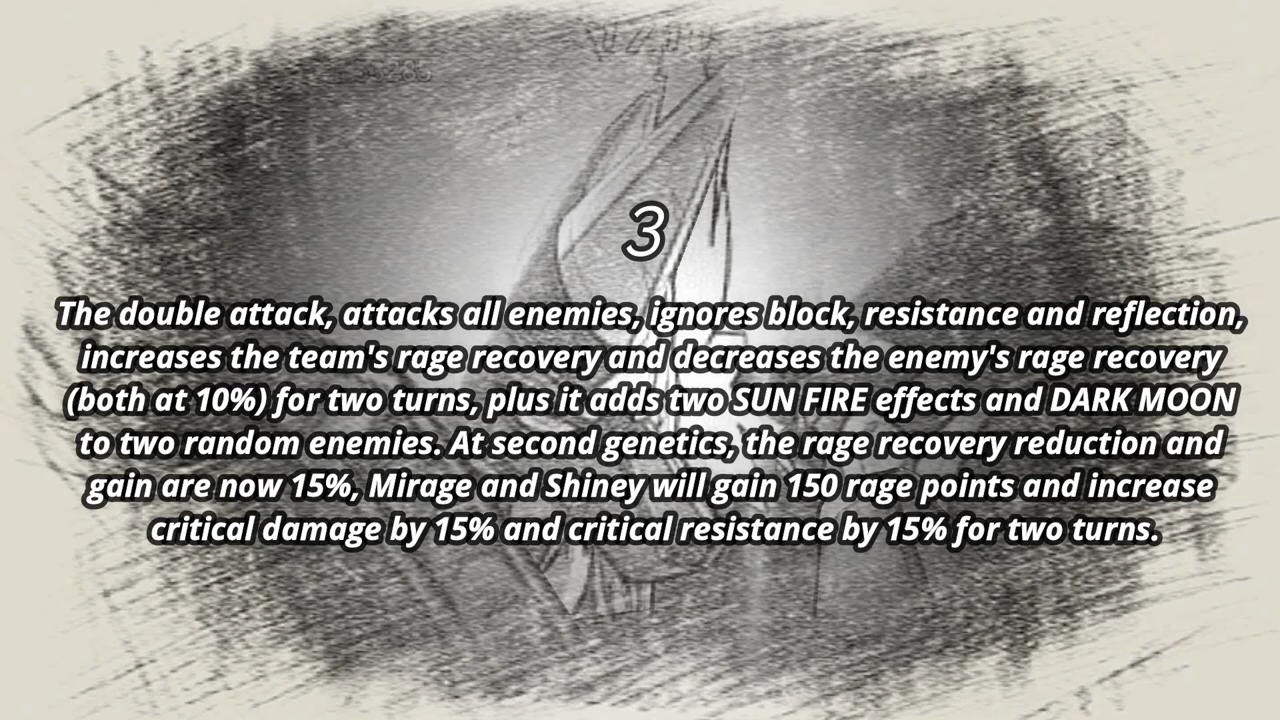 3
The double attack, attacks all enemies, ignores block, resistance and reflection,
increases the team's rage recovery and decreases the enemy's rage recovery
(both at 10%) for two turns, plus it adds two SUN FIRE effects and DARK MOON
to two random enemies. At second genetics, the rage recovery reduction and
gain are now 15%, Mirage and Shiney will gain 150 rage points and increase
critical damage by 15% and critical resistance by 15% for two turns.